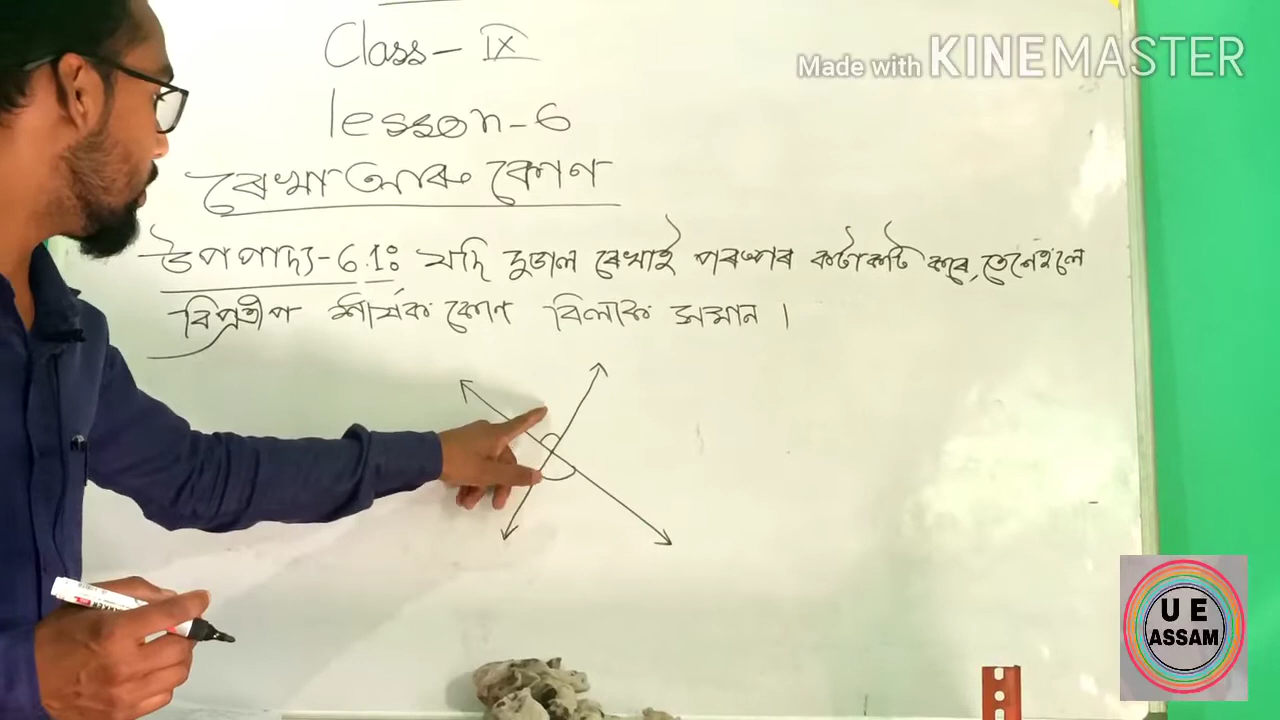 Class - IX
Made with KINEMASTER
lesson - 6
ৰেখা আৰু কোণ
উপপাদ্য - 6.1: যদি দুডাল ৰেখাই পৰস্পৰ কটাকটি কৰে, তেনেহলে
বিপ্ৰতীপ শীৰ্ষক কোণ বিলাক সমান ।
U E
ASSAM